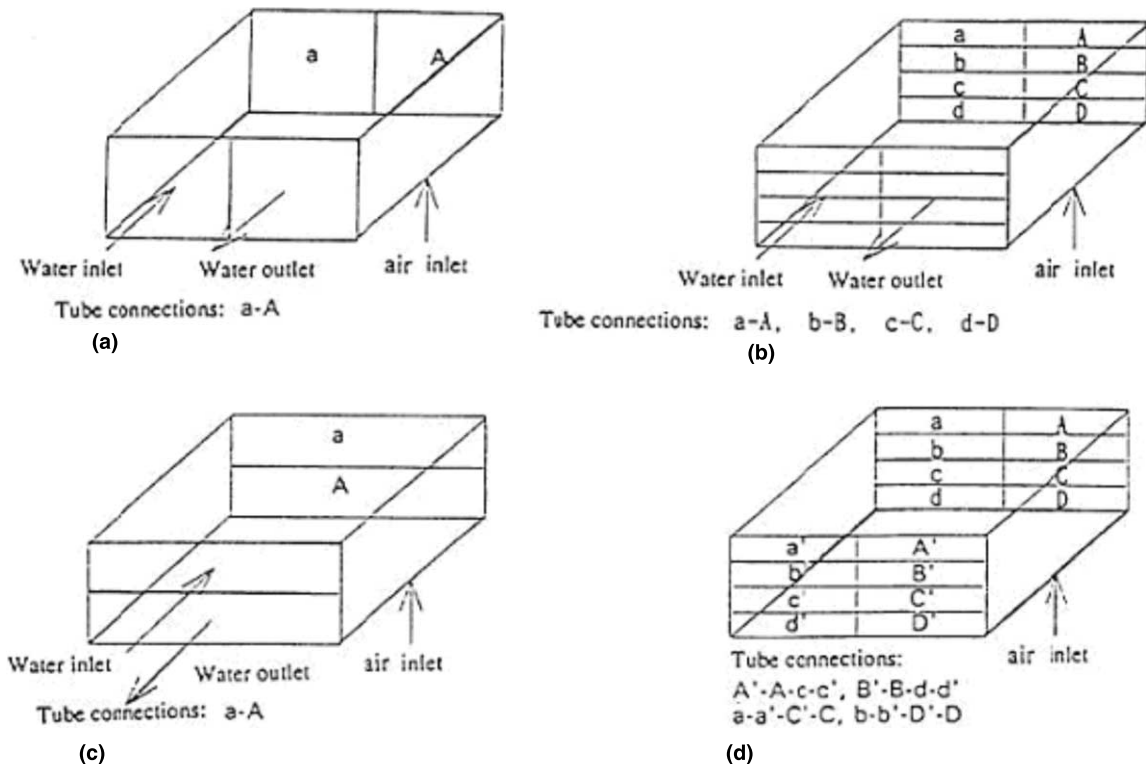 a A
Water inlet Water outlet air inlet
Tube connections: a-A
(a)
a A
b B
c C
d D
Water inlet Water outlet air inlet
Tube connections: a-A, b-B, c-C, d-D
(b)
a
A
Water inlet Water outlet air inlet
Tube connections: a-A
(c)
a A
b B
c C
d D
a' A'
b' B'
c' C'
d' D'
air inlet
Tube connections:
A'-A-c-c', B'-B-d-d'
a-a'-C'-C, b-b'-D'-D
(d)